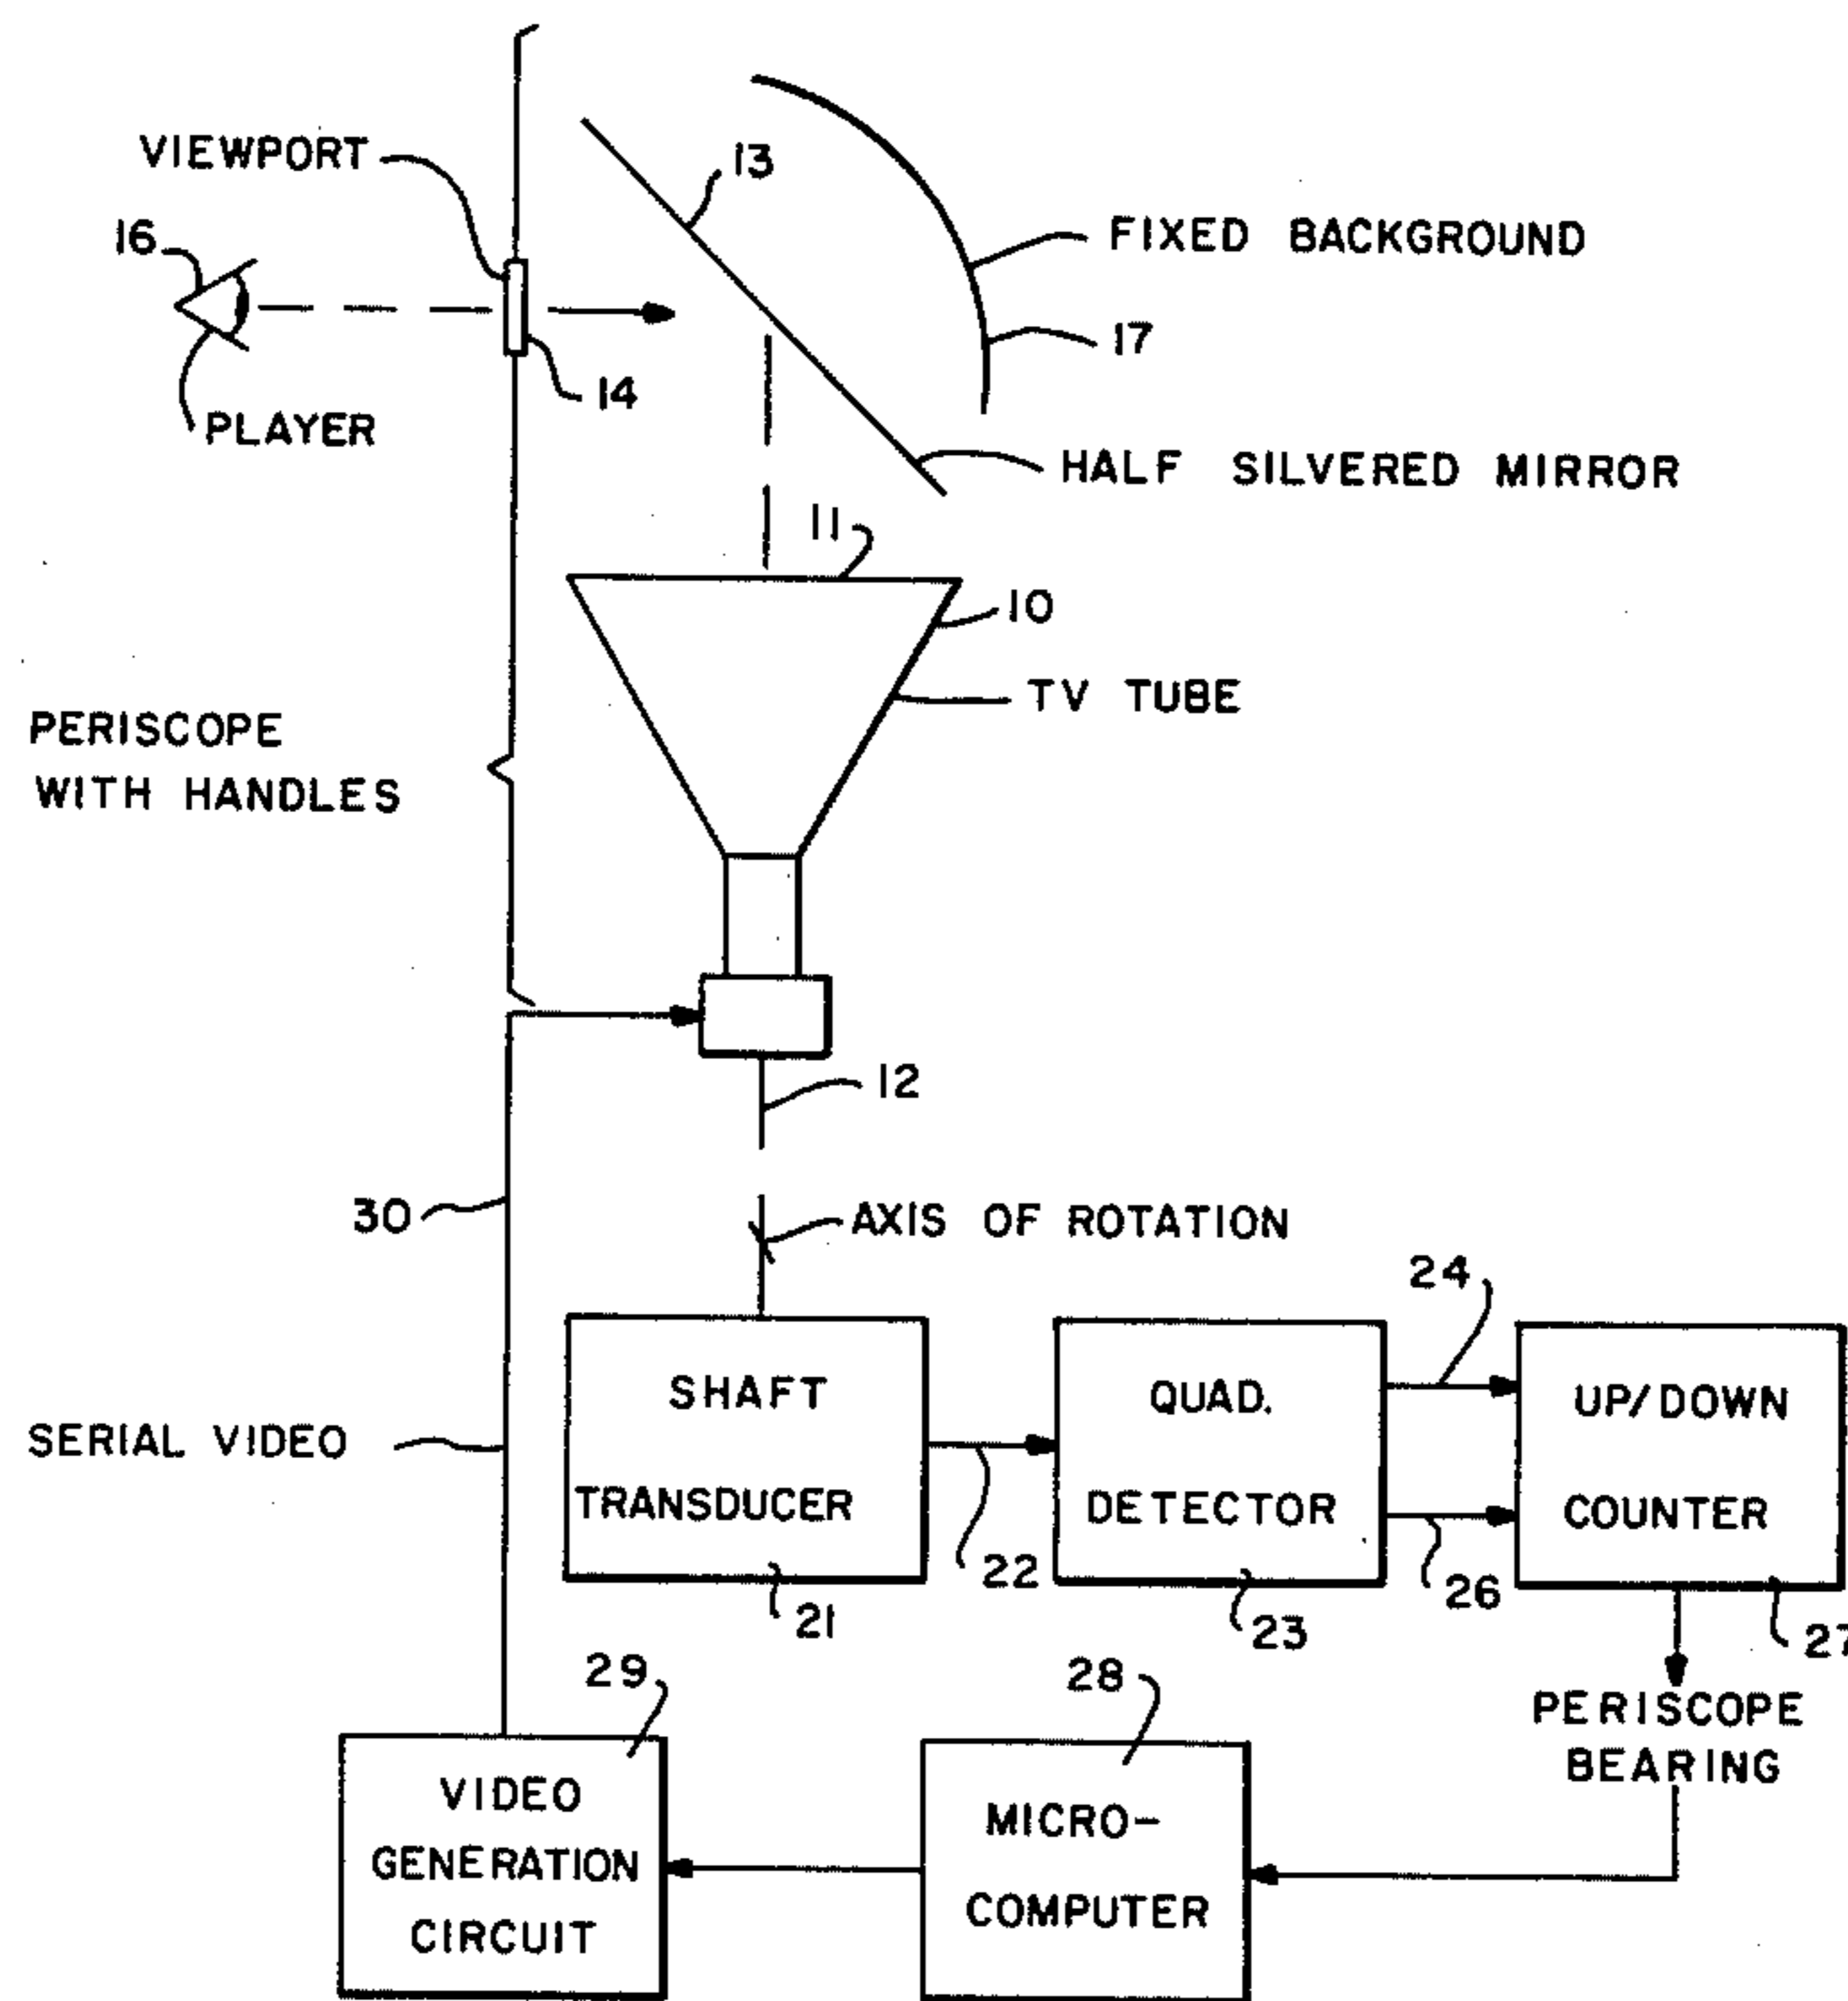 VIEWPORT
13
16
FIXED BACKGROUND
17
14
PLAYER
HALF SILVERED MIRROR
11
10
TV TUBE
PERISCOPE
WITH HANDLES
12
30
AXIS OF ROTATION
24
SERIAL VIDEO
SHAFT
TRANSDUCER
QUAD.
DETECTOR
UP/DOWN
COUNTER
22
26
21
23
27
29
28
PERISCOPE
BEARING
VIDEO
GENERATION
CIRCUIT
MICRO-
COMPUTER